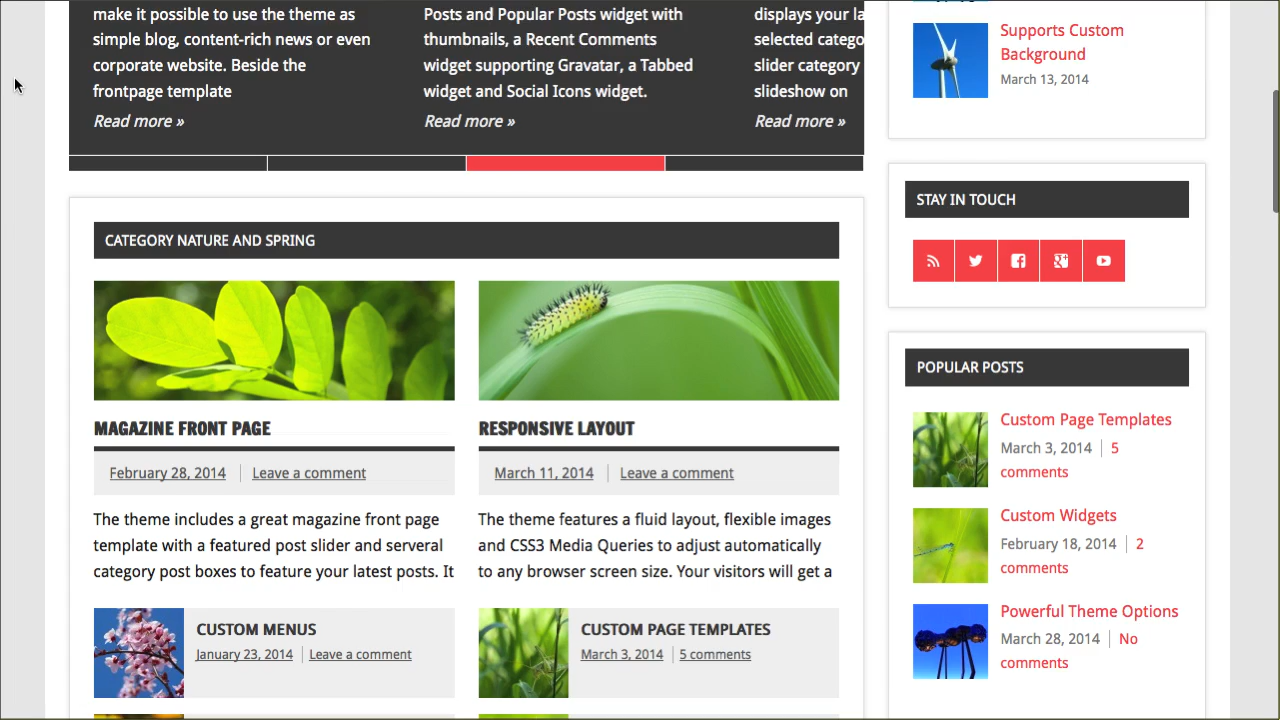 make it possible to use the theme as
simple blog, content-rich news or even
corporate website. Beside the
frontpage template
Read more »
Posts and Popular Posts widget with
thumbnails, a Recent Comments
widget supporting Gravatar, a Tabbed
widget and Social Icons widget.
Read more »
displays your la
selected catego
slider category
slideshow on
Read more »
CATEGORY NATURE AND SPRING
MAGAZINE FRONT PAGE
February 28, 2014 Leave a comment
The theme includes a great magazine front page
template with a featured post slider and serveral
category post boxes to feature your latest posts. It
RESPONSIVE LAYOUT
March 11, 2014 Leave a comment
The theme features a fluid layout, flexible images
and CSS3 Media Queries to adjust automatically
to any browser screen size. Your visitors will get a
CUSTOM MENUS
January 23, 2014 Leave a comment
CUSTOM PAGE TEMPLATES
March 3, 2014 5 comments
Supports Custom
Background
March 13, 2014
STAY IN TOUCH
POPULAR POSTS
Custom Page Templates
March 3, 2014 5
comments
Custom Widgets
February 18, 2014 2
comments
Powerful Theme Options
March 28, 2014 No
comments